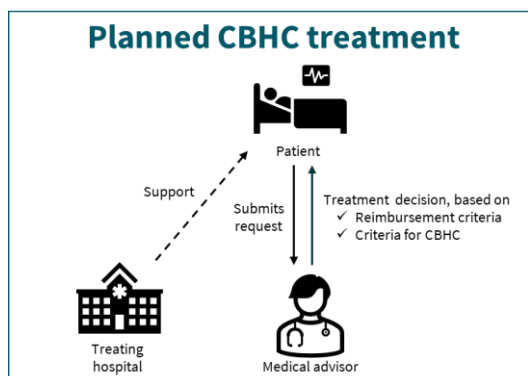 Planned CBHC treatment
Patient
Support
Submits
request
Treatment decision, based on
✓ Reimbursement criteria
✓ Criteria for CBHC
Treating
hospital
Medical advisor